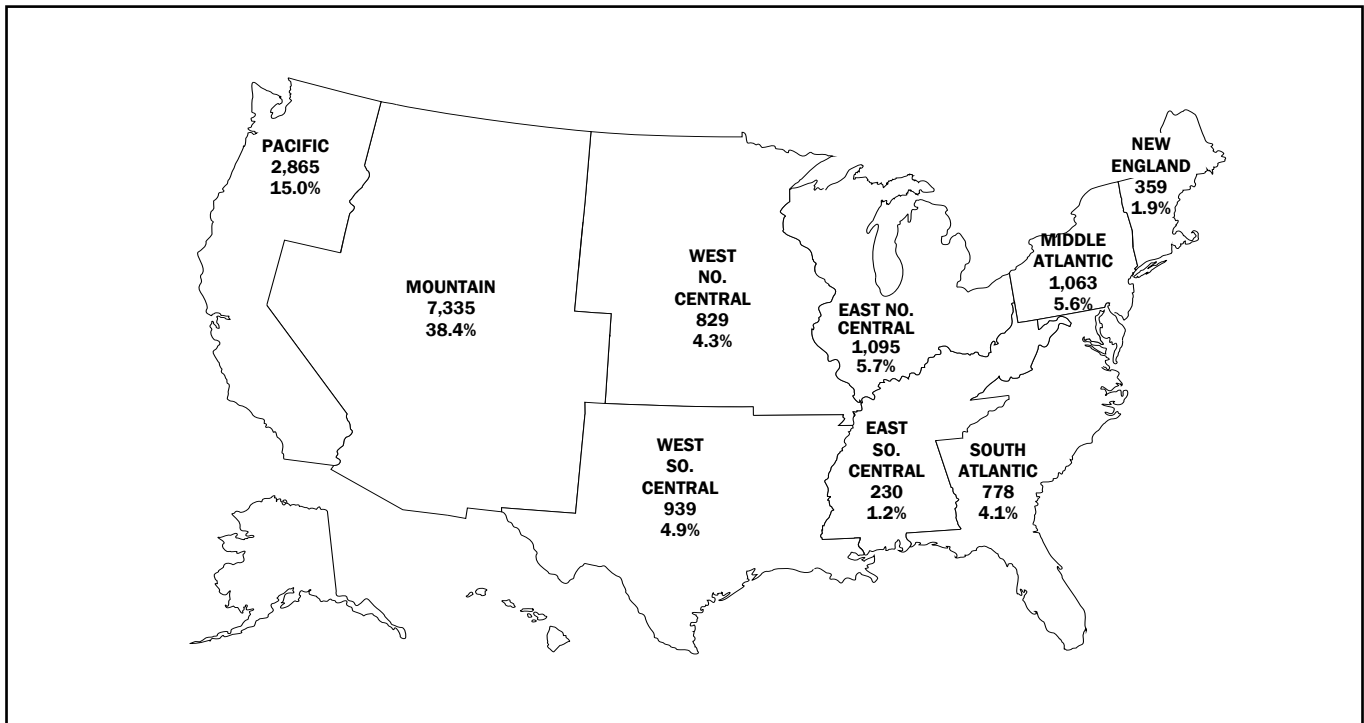 PACIFIC
2,865
15.0%
MOUNTAIN
7,335
38.4%
WEST
NO.
CENTRAL
829
4.3%
WEST
SO.
CENTRAL
939
4.9%
EAST NO.
CENTRAL
1,095
5.7%
EAST
SO.
CENTRAL
230
1.2%
SOUTH
ATLANTIC
778
4.1%
MIDDLE
ATLANTIC
1,063
5.6%
NEW
ENGLAND
359
1.9%